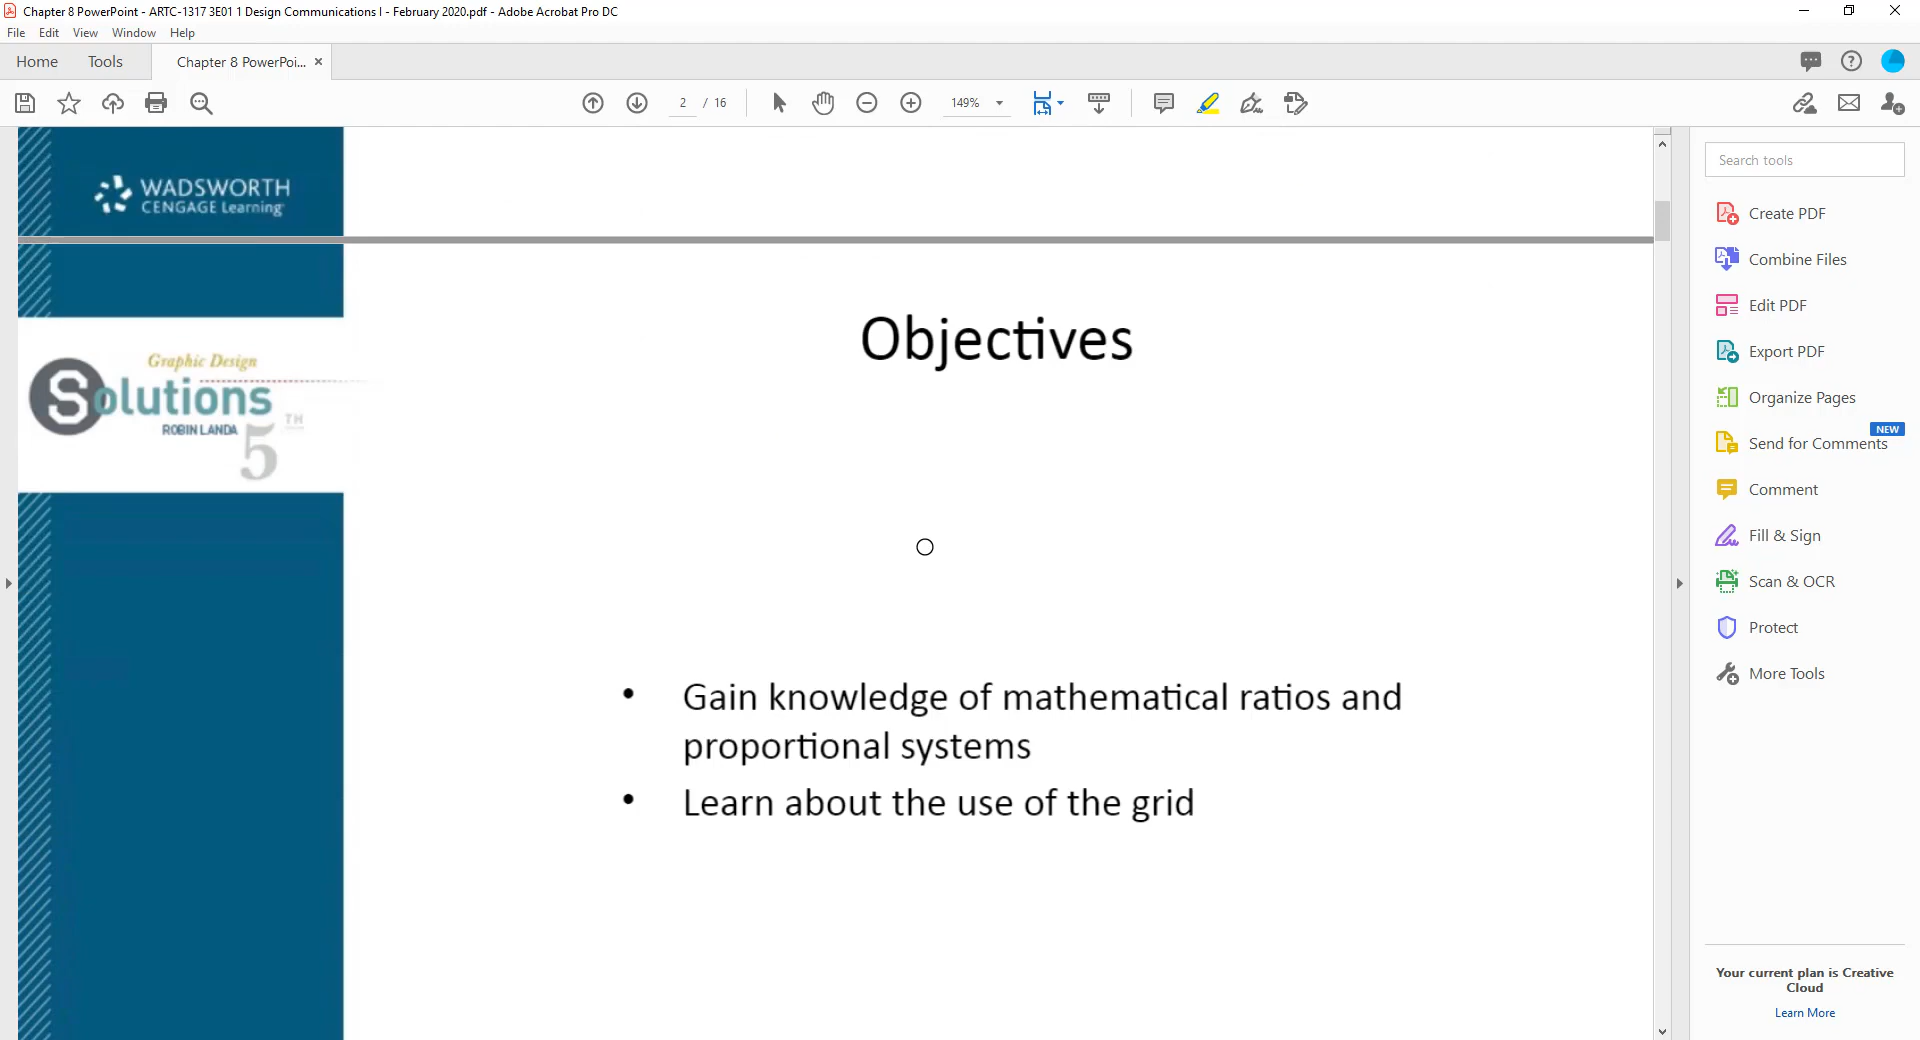 Chapter 8 PowerPoint - ARTC-1317 3E01 1 Design Communications I - February 2020.pdf - Adobe Acrobat Pro DC
File Edit View Window Help
Home Tools Chapter 8 PowerPoi... ×
2 / 16 149%
Search tools
WADSWORTH
CENGAGE Learning
Create PDF
Combine Files
Edit PDF
Objectives
Export PDF
Graphic Design
Solutions
ROBIN LANDA
5
TH
Organize Pages
NEW
Send for Comments
Comment
Fill & Sign
Scan & OCR
Protect
More Tools
• Gain knowledge of mathematical ratios and
proportional systems
• Learn about the use of the grid
Your current plan is Creative
Cloud
Learn More